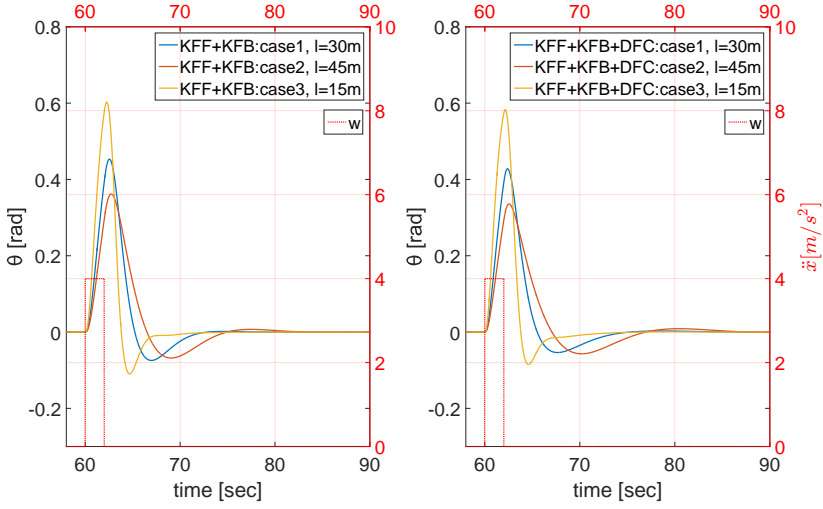 60 70 80 90
10
0.8
KFF+KFB:case1, l=30m
KFF+KFB:case2, l=45m
KFF+KFB:case3, l=15m
w
0.6
0.4
0.2
0
-0.2
8
6
4
2
0
θ [rad]
60 70 80 90
time [sec]
60 70 80 90
10
0.8
KFF+KFB+DFC:case1, l=30m
KFF+KFB+DFC:case2, l=45m
KFF+KFB+DFC:case3, l=15m
w
0.6
0.4
0.2
0
-0.2
8
6
4
2
0
θ [rad]
ẍ[m/s²]
60 70 80 90
time [sec]